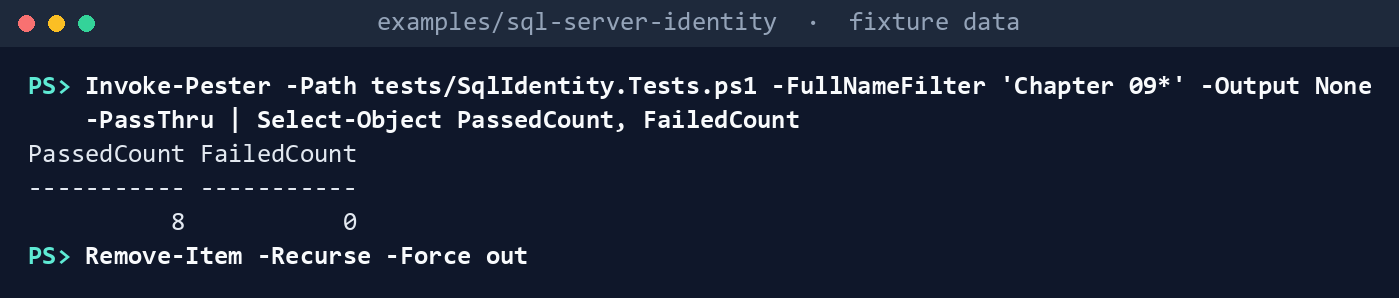 examples/sql-server-identity  ·  fixture data
PS> Invoke-Pester -Path tests/SqlIdentity.Tests.ps1 -FullNameFilter 'Chapter 09*' -Output None
    -PassThru | Select-Object PassedCount, FailedCount
PassedCount FailedCount
----------- -----------
          8           0
PS> Remove-Item -Recurse -Force out